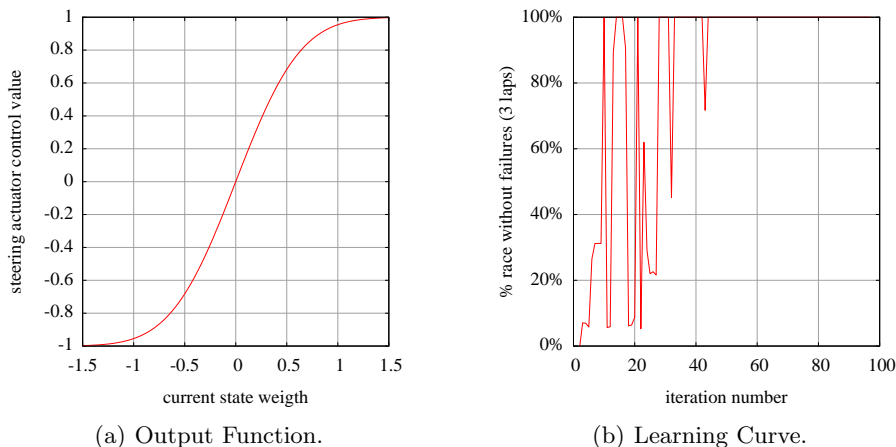 1
0.8
0.6
0.4
0.2
0
-0.2
-0.4
-0.6
-0.8
-1
-1.5 -1 -0.5 0 0.5 1 1.5
steering actuator control value
current state weigth
(a) Output Function.
100%
80%
60%
40%
20%
0%
0 20 40 60 80 100
% race without failures (3 laps)
iteration number
(b) Learning Curve.